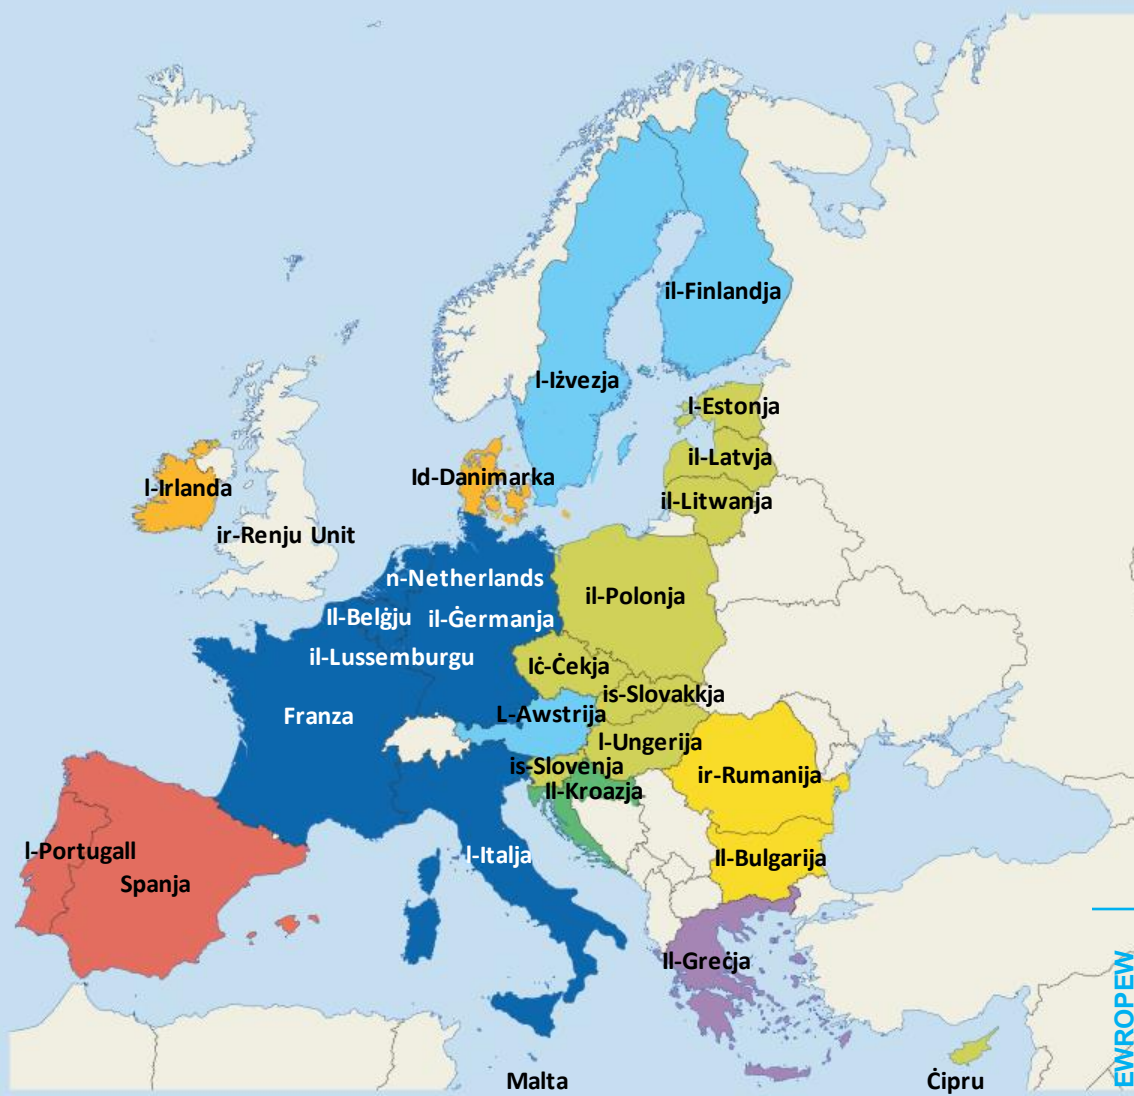 il-Finlandja
l-Iżvezja
l-Estonja
il-Latvja
Id-Danimarka
l-Irlanda
il-Litwanja
ir-Renju Unit
n-Netherlands
il-Polonja
Il-Belġju
il-Ġermanja
il-Lussemburgu
Iċ-Ċekja
is-Slovakkja
L-Awstrija
Franza
l-Ungerija
is-Slovenja
ir-Rumanija
Il-Kroazja
l-Portugall
l-Italja
Il-Bulgarija
Spanja
Il-Greċja
EWROPEW
Malta
Ċipru